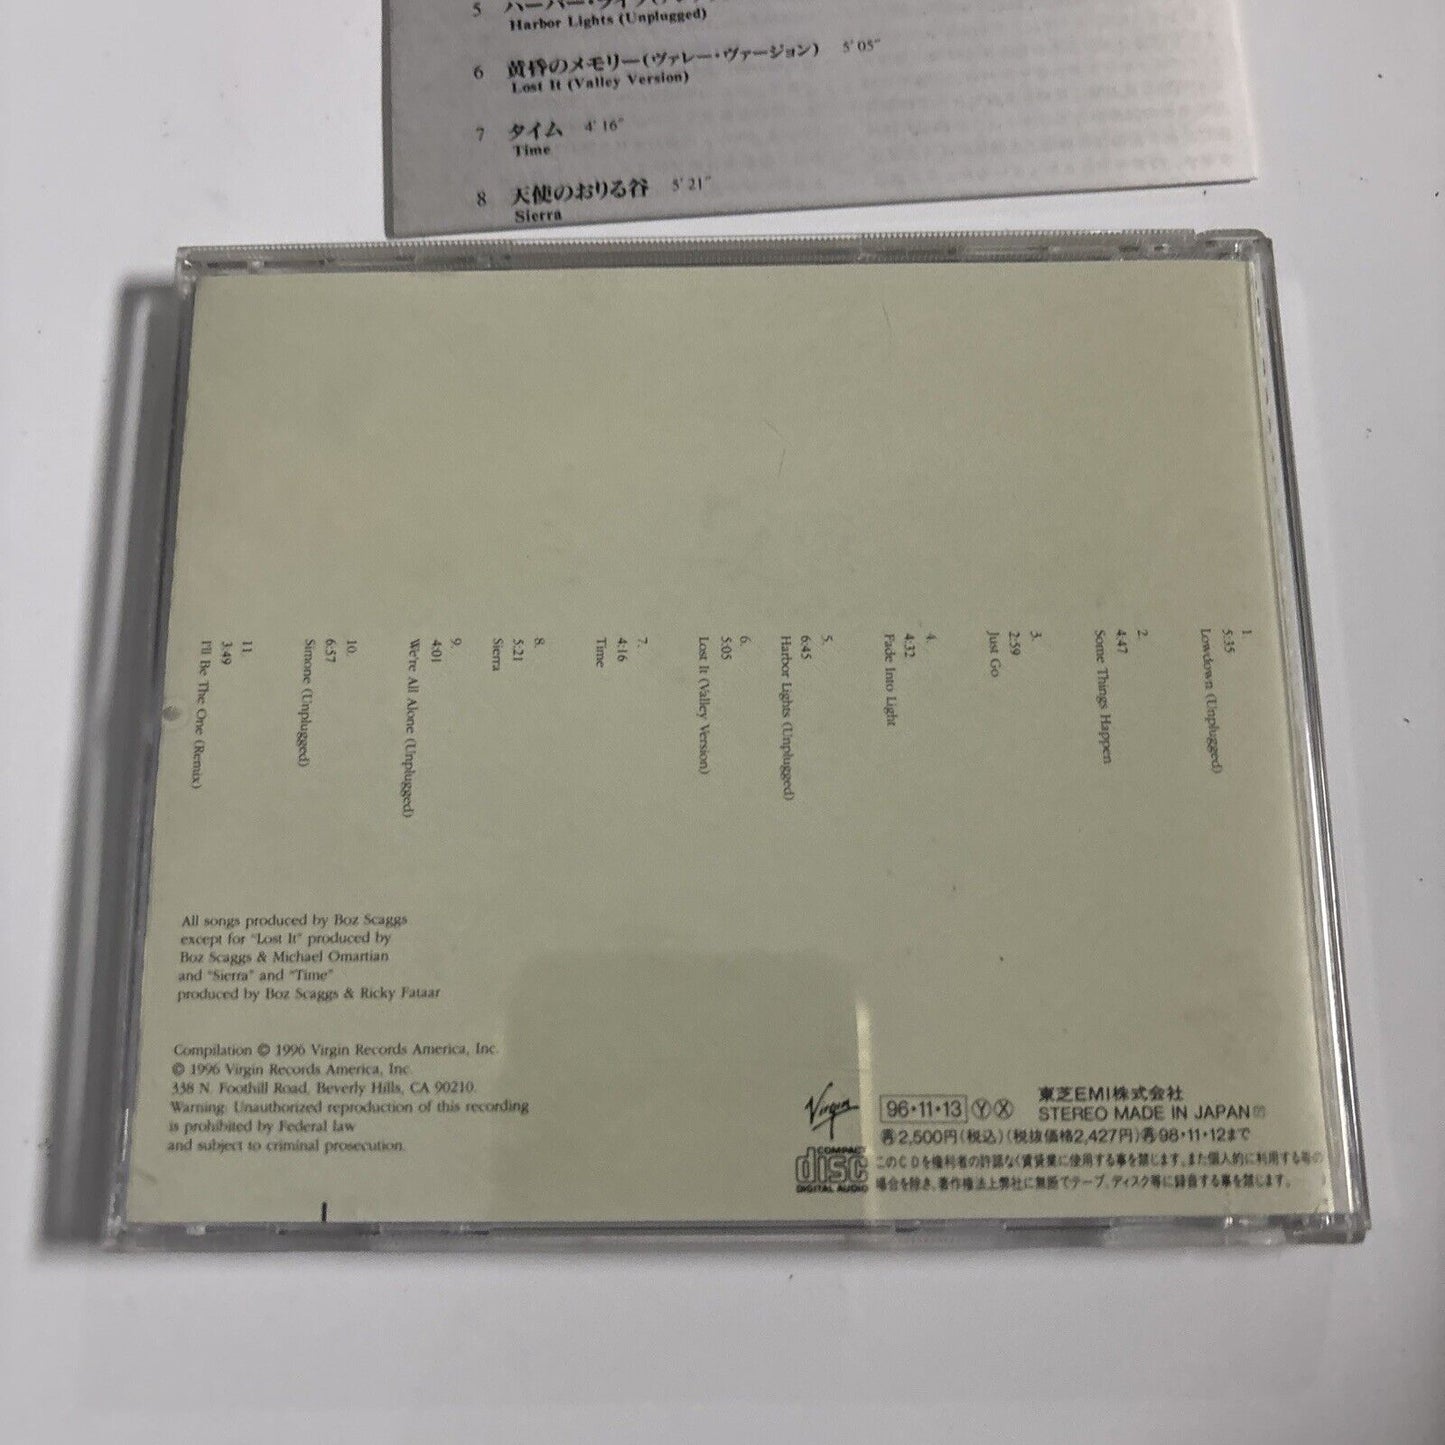 5 ハーバー・ライツ
Harbor Lights (Unplugged)
6 黄昏のメモリー(ヴァレー・ヴァージョン) 5'05"
Lost It (Valley Version)
7 タイム 4'16"
Time
8 天使のおりる谷 5'21"
Sierra
1.
5:35
Lowdown (Unplugged)
2.
4:47
Some Things Happen
3.
2:59
Just Go
4.
4:32
Fade Into Light
5.
6:45
Harbor Lights (Unplugged)
6.
5:05
Lost It (Valley Version)
7.
4:16
Time
8.
5:21
Sierra
9.
4:01
We're All Alone (Unplugged)
10.
6:57
Simone (Unplugged)
11.
3:49
I'll Be The One (Remix)
All songs produced by Boz Scaggs
except for "Lost It" produced by
Boz Scaggs & Michael Omartian
and "Sierra" and "Time"
produced by Boz Scaggs & Ricky Fataar
Compilation © 1996 Virgin Records America, Inc.
© 1996 Virgin Records America, Inc.
338 N. Foothill Road, Beverly Hills, CA 90210.
Warning: Unauthorized reproduction of this recording
is prohibited by Federal law
and subject to criminal prosecution.
Virgin
COMPACT
disc
DIGITAL AUDIO
96・11・13 Ⓨ Ⓧ
東芝EMI株式会社
STEREO MADE IN JAPAN
再2,500円(税込)(税抜価格2,427円)再98・11・12まで
このCDを権利者の許諾なく賃貸業に使用する事を禁じます。また個人的に利用する等の
場合を除き、著作権法上弊社に無断でテープ、ディスク等に録音する事を禁じます。